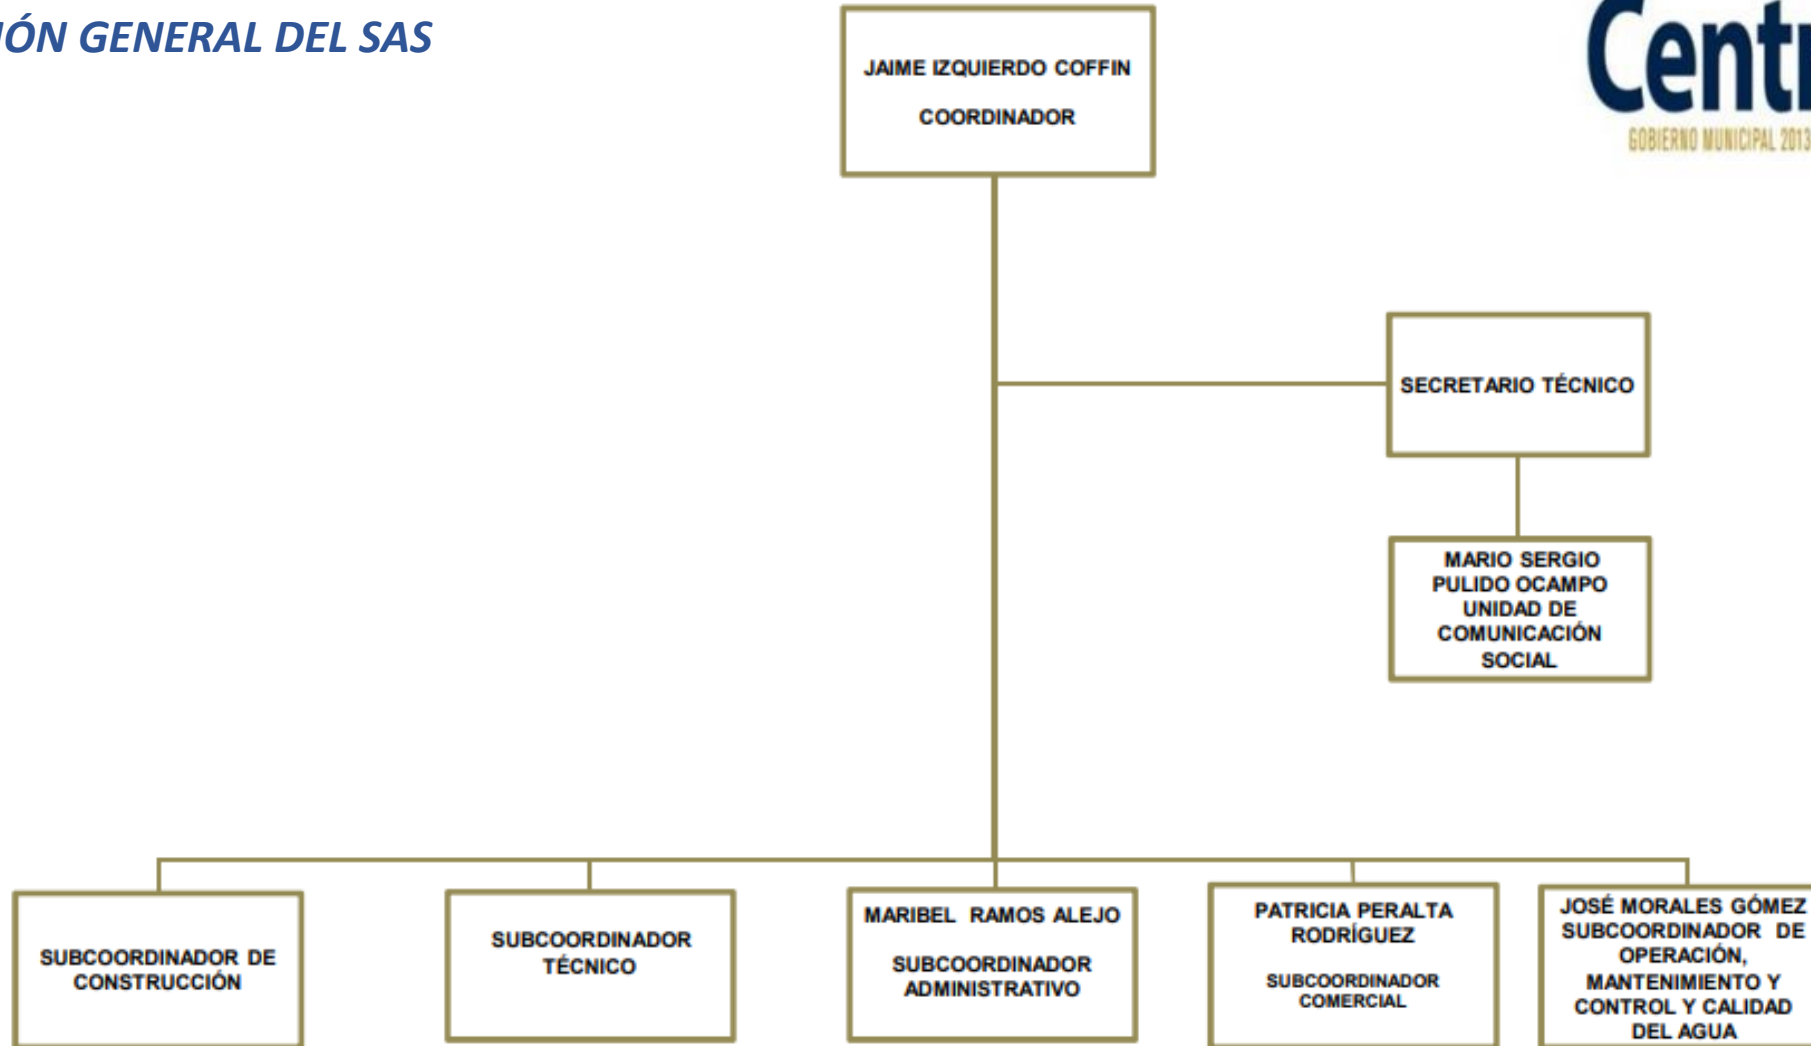 IÓN GENERAL DEL SAS
Centr
GOBIERNO MUNICIPAL 2013
JAIME IZQUIERDO COFFIN
COORDINADOR
SECRETARIO TÉCNICO
MARIO SERGIO
PULIDO OCAMPO
UNIDAD DE
COMUNICACIÓN
SOCIAL
SUBCOORDINADOR DE
CONSTRUCCIÓN
SUBCOORDINADOR
TÉCNICO
MARIBEL RAMOS ALEJO
SUBCOORDINADOR
ADMINISTRATIVO
PATRICIA PERALTA
RODRÍGUEZ
SUBCOORDINADOR
COMERCIAL
JOSÉ MORALES GÓMEZ
SUBCOORDINADOR DE
OPERACIÓN,
MANTENIMIENTO Y
CONTROL Y CALIDAD
DEL AGUA